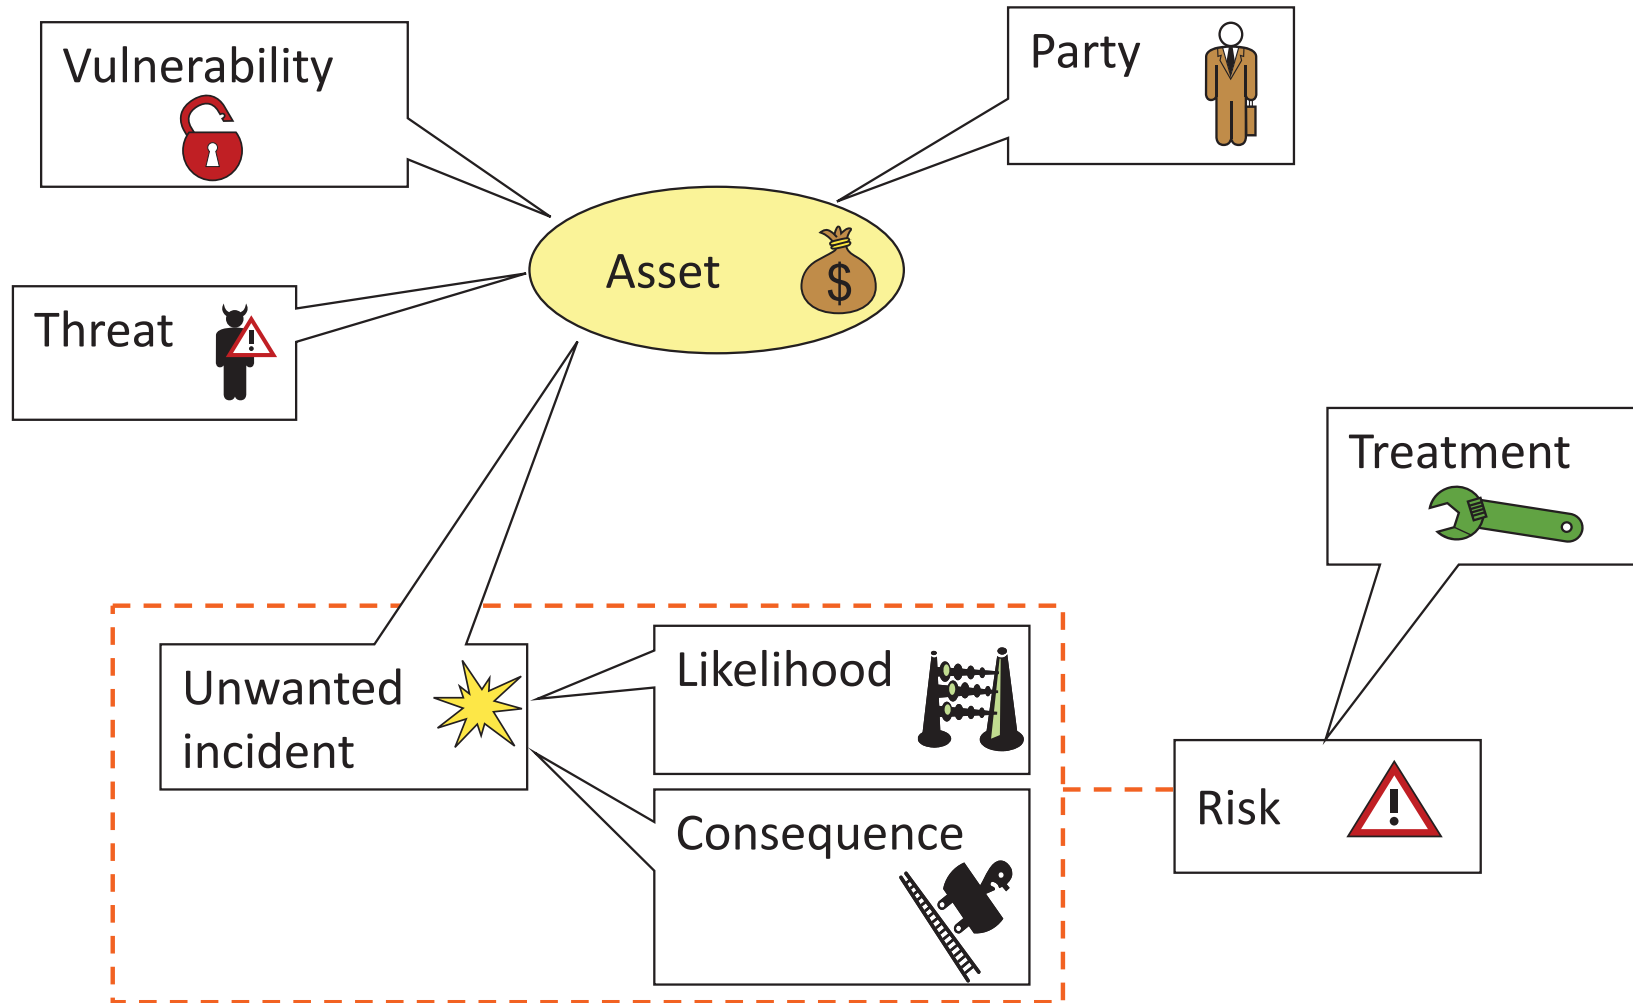 Vulnerability
Party
Asset
$
Threat
!
Treatment
Unwanted
incident
Likelihood
Consequence
Risk
!